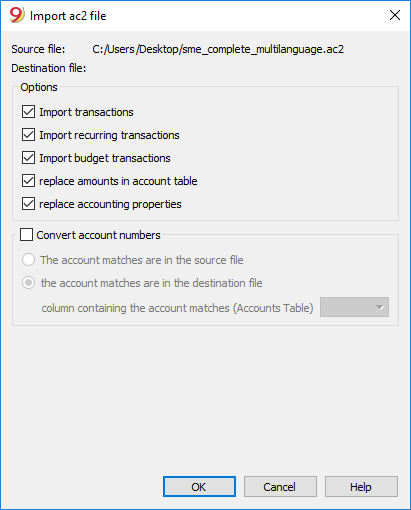 9 Import ac2 file
Source file: C:/Users/Desktop/sme_complete_multilanguage.ac2
Destination file:
Options
Import transactions
Import recurring transactions
Import budget transactions
replace amounts in account table
replace accounting properties
Convert account numbers
The account matches are in the source file
the account matches are in the destination file
column containing the account matches (Accounts Table)
OK Cancel Help